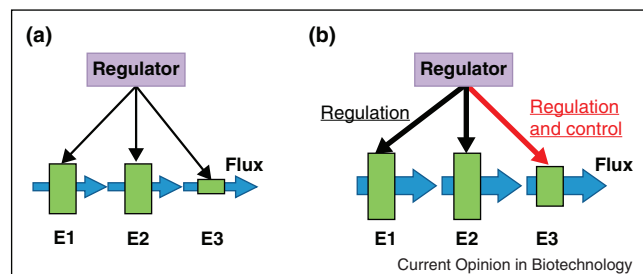 (a)
Regulator
Flux
E1 E2 E3
(b)
Regulator
Regulation
Regulation
and control
Flux
E1 E2 E3
Current Opinion in Biotechnology